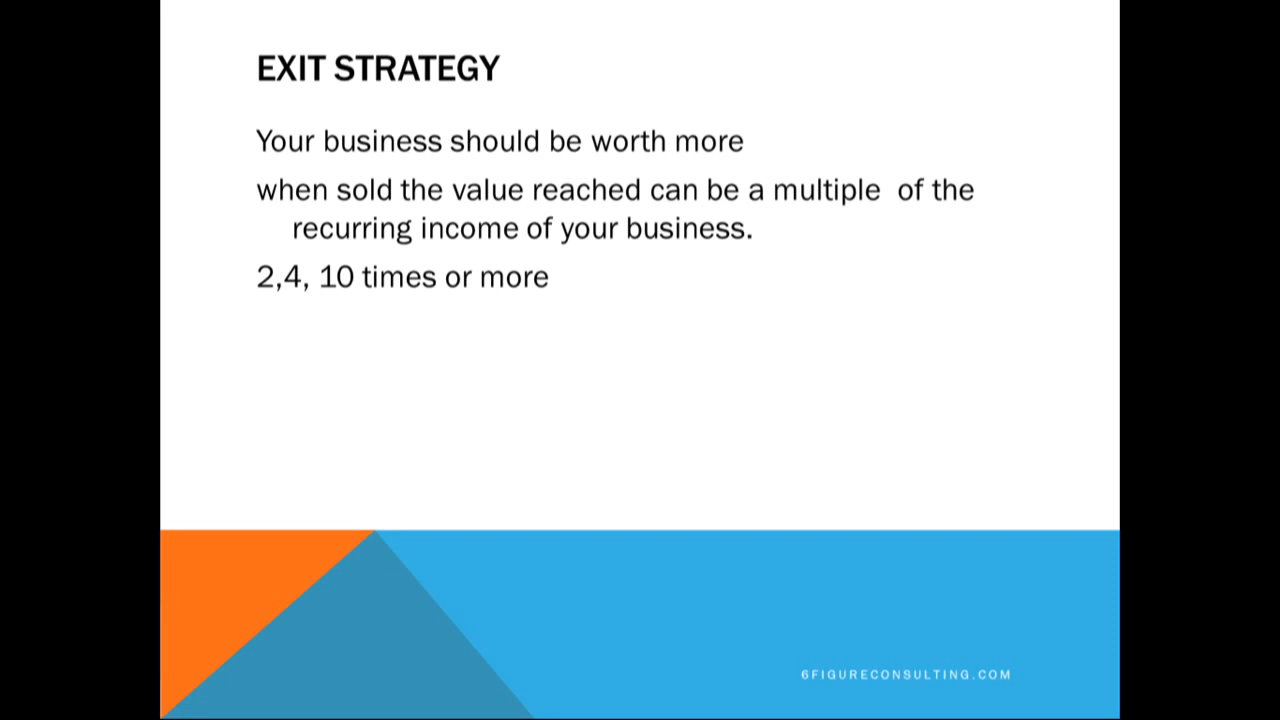 EXIT STRATEGY
Your business should be worth more
when sold the value reached can be a multiple  of the
recurring income of your business.
2,4, 10 times or more
6FIGURECONSULTING.COM